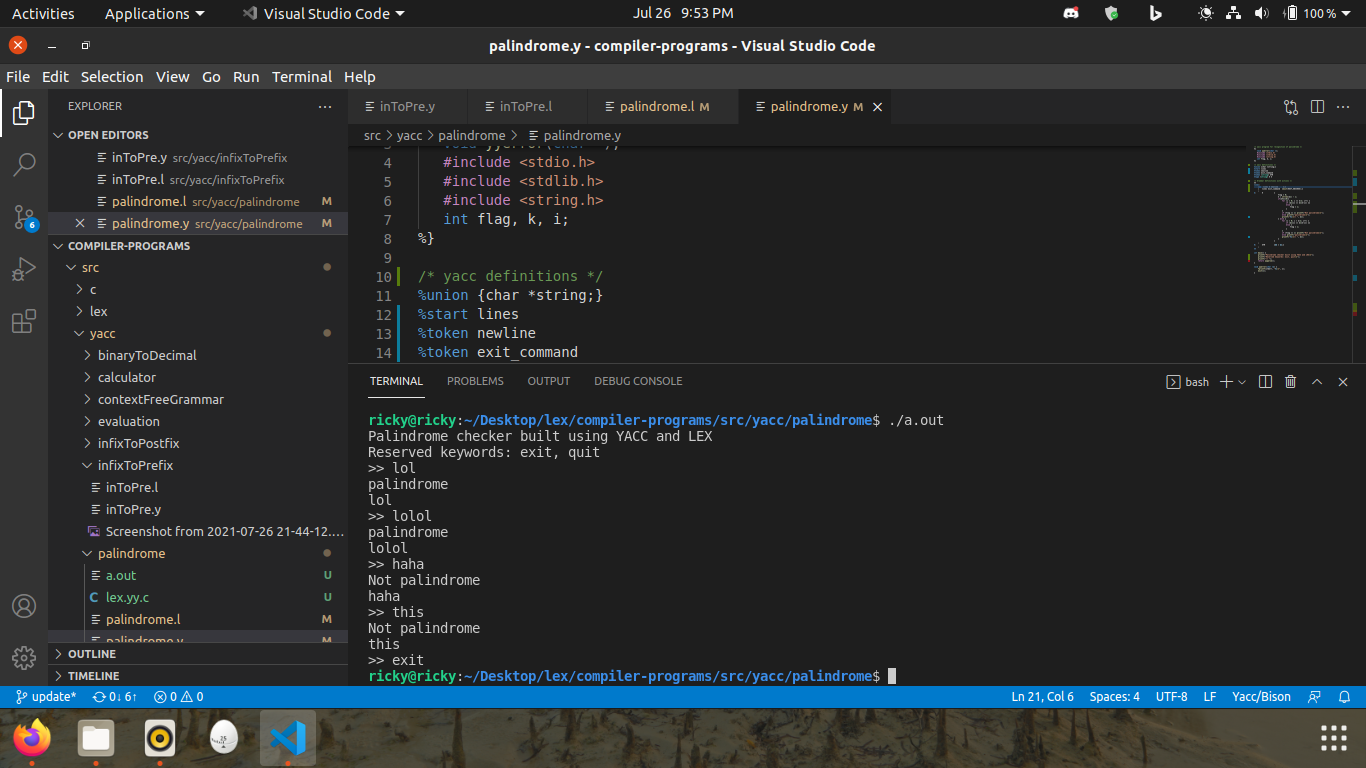 Activities Applications Visual Studio Code Jul 26 9:53 PM 100 %
palindrome.y - compiler-programs - Visual Studio Code
File Edit Selection View Go Run Terminal Help
EXPLORER
inToPre.y inToPre.l palindrome.l M palindrome.y M
OPEN EDITORS
src yacc palindrome palindrome.y
inToPre.y src/yacc/infixToPrefix
inToPre.l src/yacc/infixToPrefix
palindrome.l src/yacc/palindrome M
palindrome.y src/yacc/palindrome M
6
COMPILER-PROGRAMS
src
c
lex
yacc
binaryToDecimal
calculator
contextFreeGrammar
evaluation
infixToPostfix
infixToPrefix
inToPre.l
inToPre.y
Screenshot from 2021-07-26 21-44-12....
palindrome
a.out U
lex.yy.c U
palindrome.l M
palindrome.y M
OUTLINE
TIMELINE
4 #include <stdio.h>
5 #include <stdlib.h>
6 #include <string.h>
7 int flag, k, i;
8 %}
9
10 /* yacc definitions */
11 %union {char *string;}
12 %start lines
13 %token newline
14 %token exit_command
TERMINAL PROBLEMS OUTPUT DEBUG CONSOLE bash
ricky@ricky:~/Desktop/lex/compiler-programs/src/yacc/palindrome$ ./a.out
Palindrome checker built using YACC and LEX
Reserved keywords: exit, quit
>> lol
palindrome
lol
>> lolol
palindrome
lolol
>> haha
Not palindrome
haha
>> this
Not palindrome
this
>> exit
ricky@ricky:~/Desktop/lex/compiler-programs/src/yacc/palindrome$
update* 0↓ 6↑ 0 0 Ln 21, Col 6 Spaces: 4 UTF-8 LF Yacc/Bison